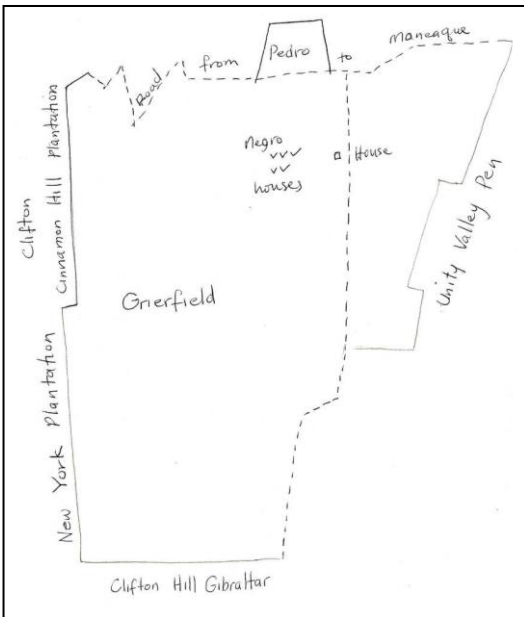 Road from Pedro to Maneaque
negro
houses
House
Clifton
Cinnamon Hill Plantation
Unity Valley Pen
Grierfield
New York Plantation
Clifton Hill Gibraltar